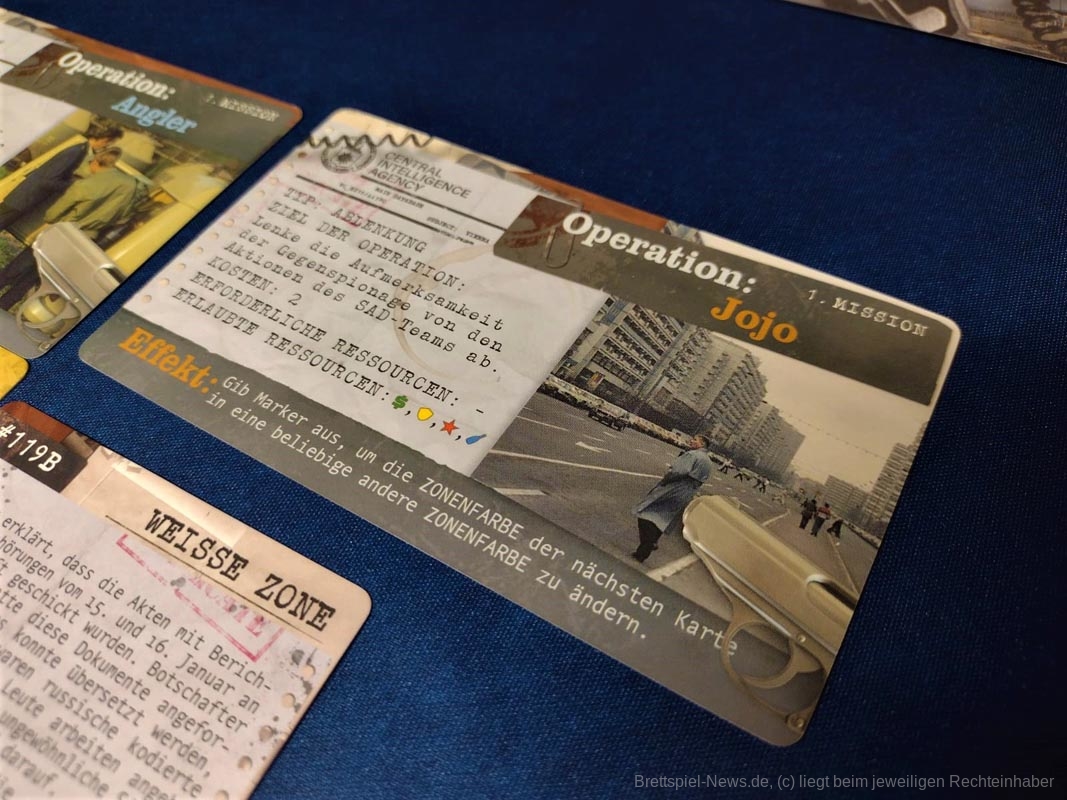 Operation:
Angler
MISSION
CENTRAL
INTELLIGENCE
AGENCY
TYP: ABLENKUNG
ZIEL DER OPERATION:
Lenke die Aufmerksamkeit
der Gegenspionage von den
Aktionen des SAD-Teams ab.
KOSTEN: 2
ERFORDERLICHE RESSOURCEN: -
ERLAUBTE RESSOURCEN:
Operation:
Jojo
1. MISSION
Effekt:
Gib Marker aus, um die ZONENFARBE der nächsten Karte
in eine beliebige andere ZONENFARBE zu ändern.
#119B
WEISSE ZONE
erklärt, dass die Akten mit Berich-
hörungen vom 15. und 16. Januar an
geschickt wurden. Botschafter
diese Dokumente angefor-
konnte übersetzt werden,
waren russische kodierte
Leute arbeiten
ungewöhnliche
darauf.
Brettspiel-News.de, (c) liegt beim jeweiligen Rechteinhaber